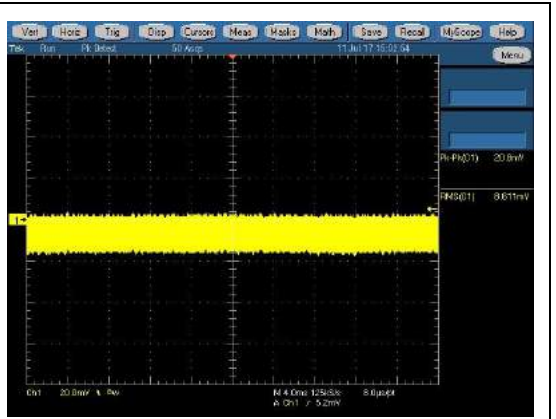 Vert Horiz Trig Disp Cursors Meas Masks Math Save Recall MyScope Help
Tek Run Pk Detect 50 Acqs 11 Jul 17 15:02:54
Menu
Pk-Pk(C1) 20.8mV
RMS(C1) 8.611mV
1
Ch1 20.0mV Bw M 4.0ms 125kS/s 8.0µs/pt
A Ch1 5.2mV